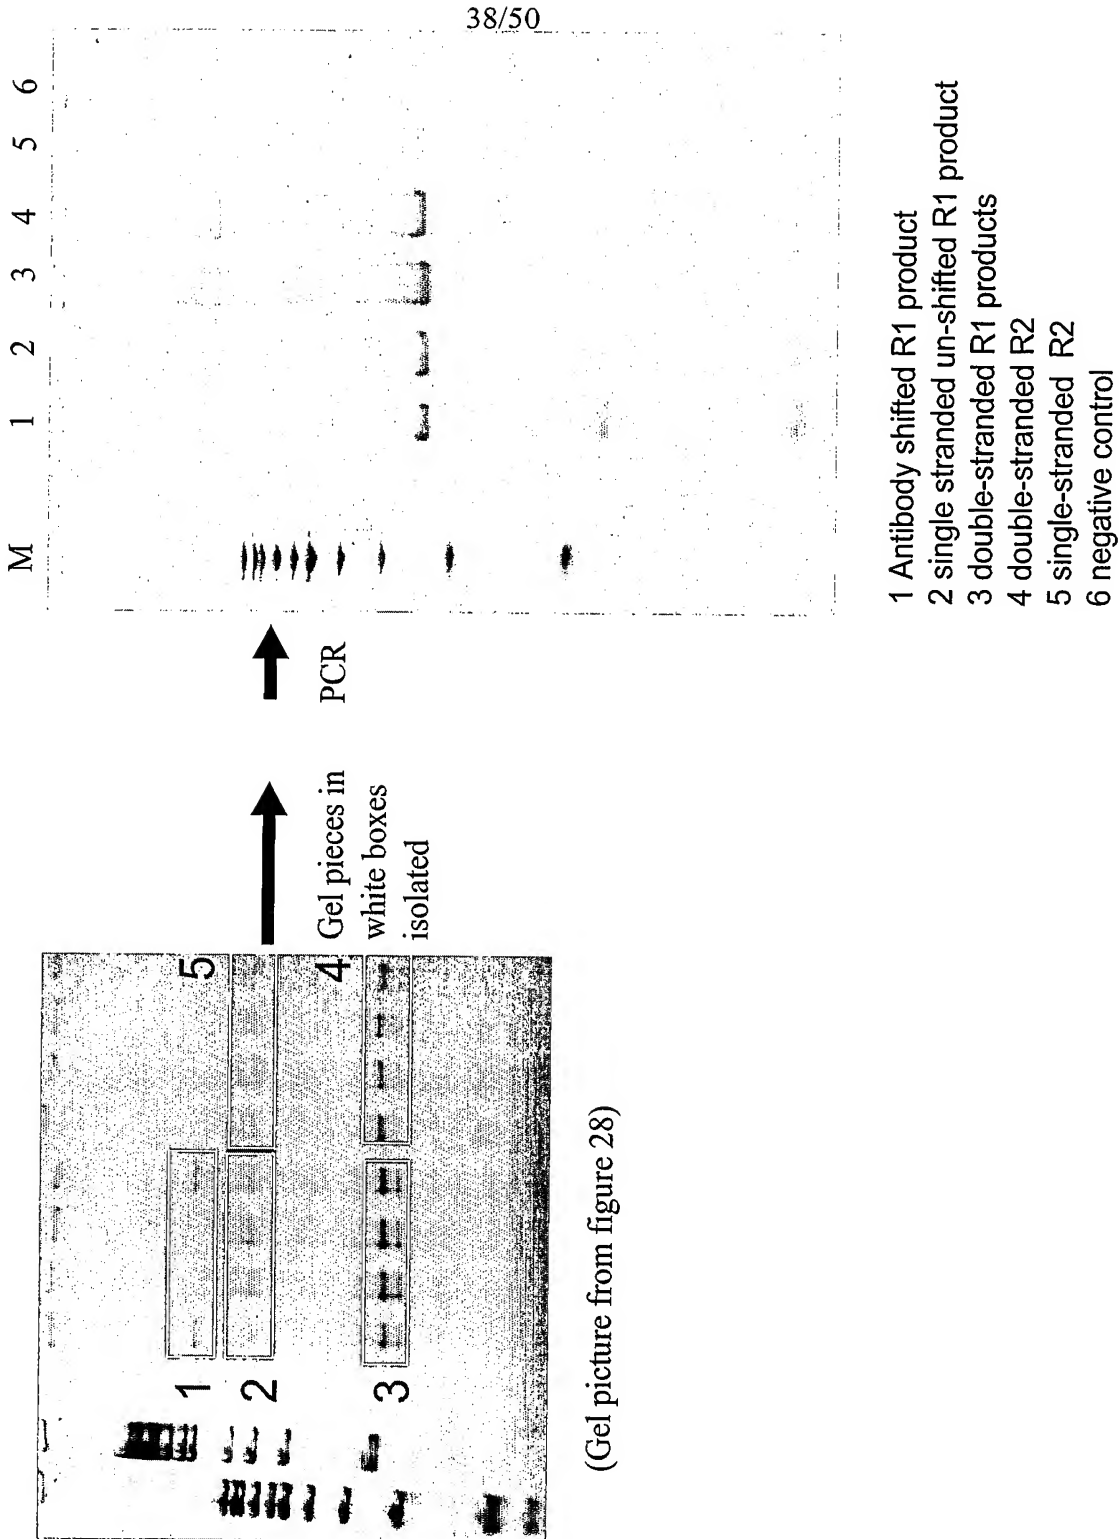 38/50
M 1 2 3 4 5 6
5
4
1
2
3
Gel pieces in
white boxes
isolated
PCR
(Gel picture from figure 28)
1 Antibody shifted R1 product
2 single stranded un-shifted R1 product
3 double-stranded R1 products
4 double-stranded R2
5 single-stranded R2
6 negative control